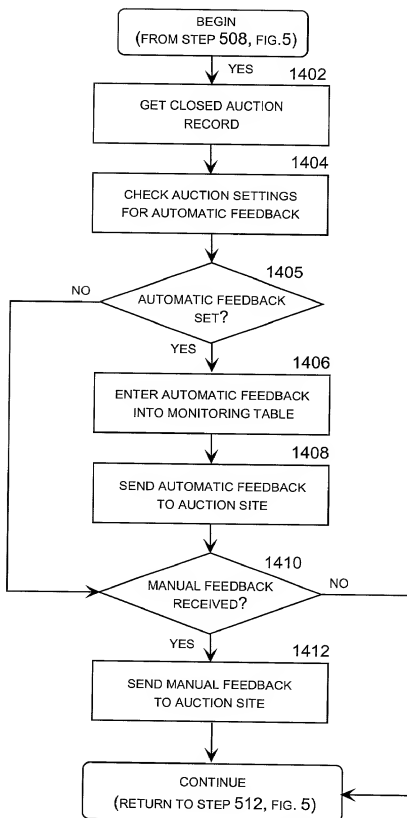 BEGIN
(FROM STEP 508, FIG.5)
YES
1402
GET CLOSED AUCTION
RECORD
1404
CHECK AUCTION SETTINGS
FOR AUTOMATIC FEEDBACK
1405
NO
AUTOMATIC FEEDBACK
SET?
YES
1406
ENTER AUTOMATIC FEEDBACK
INTO MONITORING TABLE
1408
SEND AUTOMATIC FEEDBACK
TO AUCTION SITE
1410
MANUAL FEEDBACK
RECEIVED?
NO
YES
1412
SEND MANUAL FEEDBACK
TO AUCTION SITE
CONTINUE
(RETURN TO STEP 512, FIG. 5)